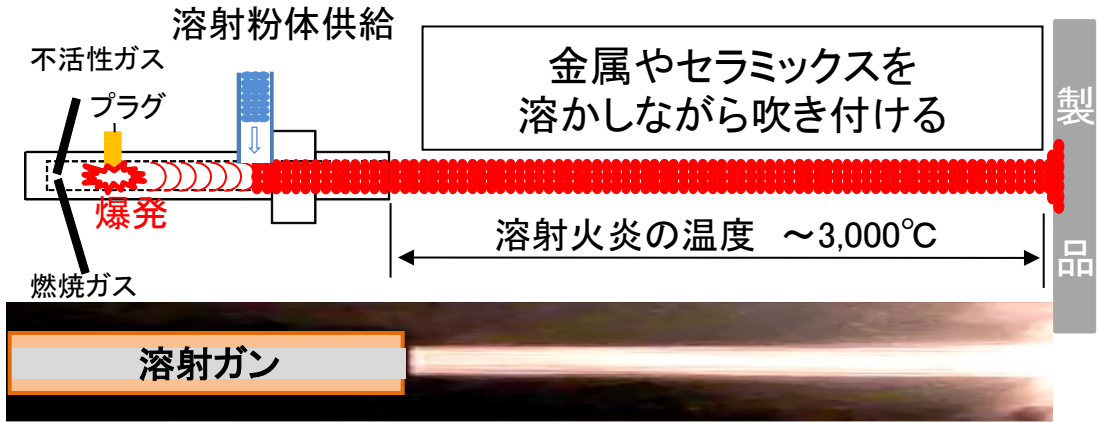 溶射粉体供給
不活性ガス
プラグ
金属やセラミックスを
溶かしながら吹き付ける
製品
爆発
溶射火炎の温度　～3,000℃
燃焼ガス
溶射ガン